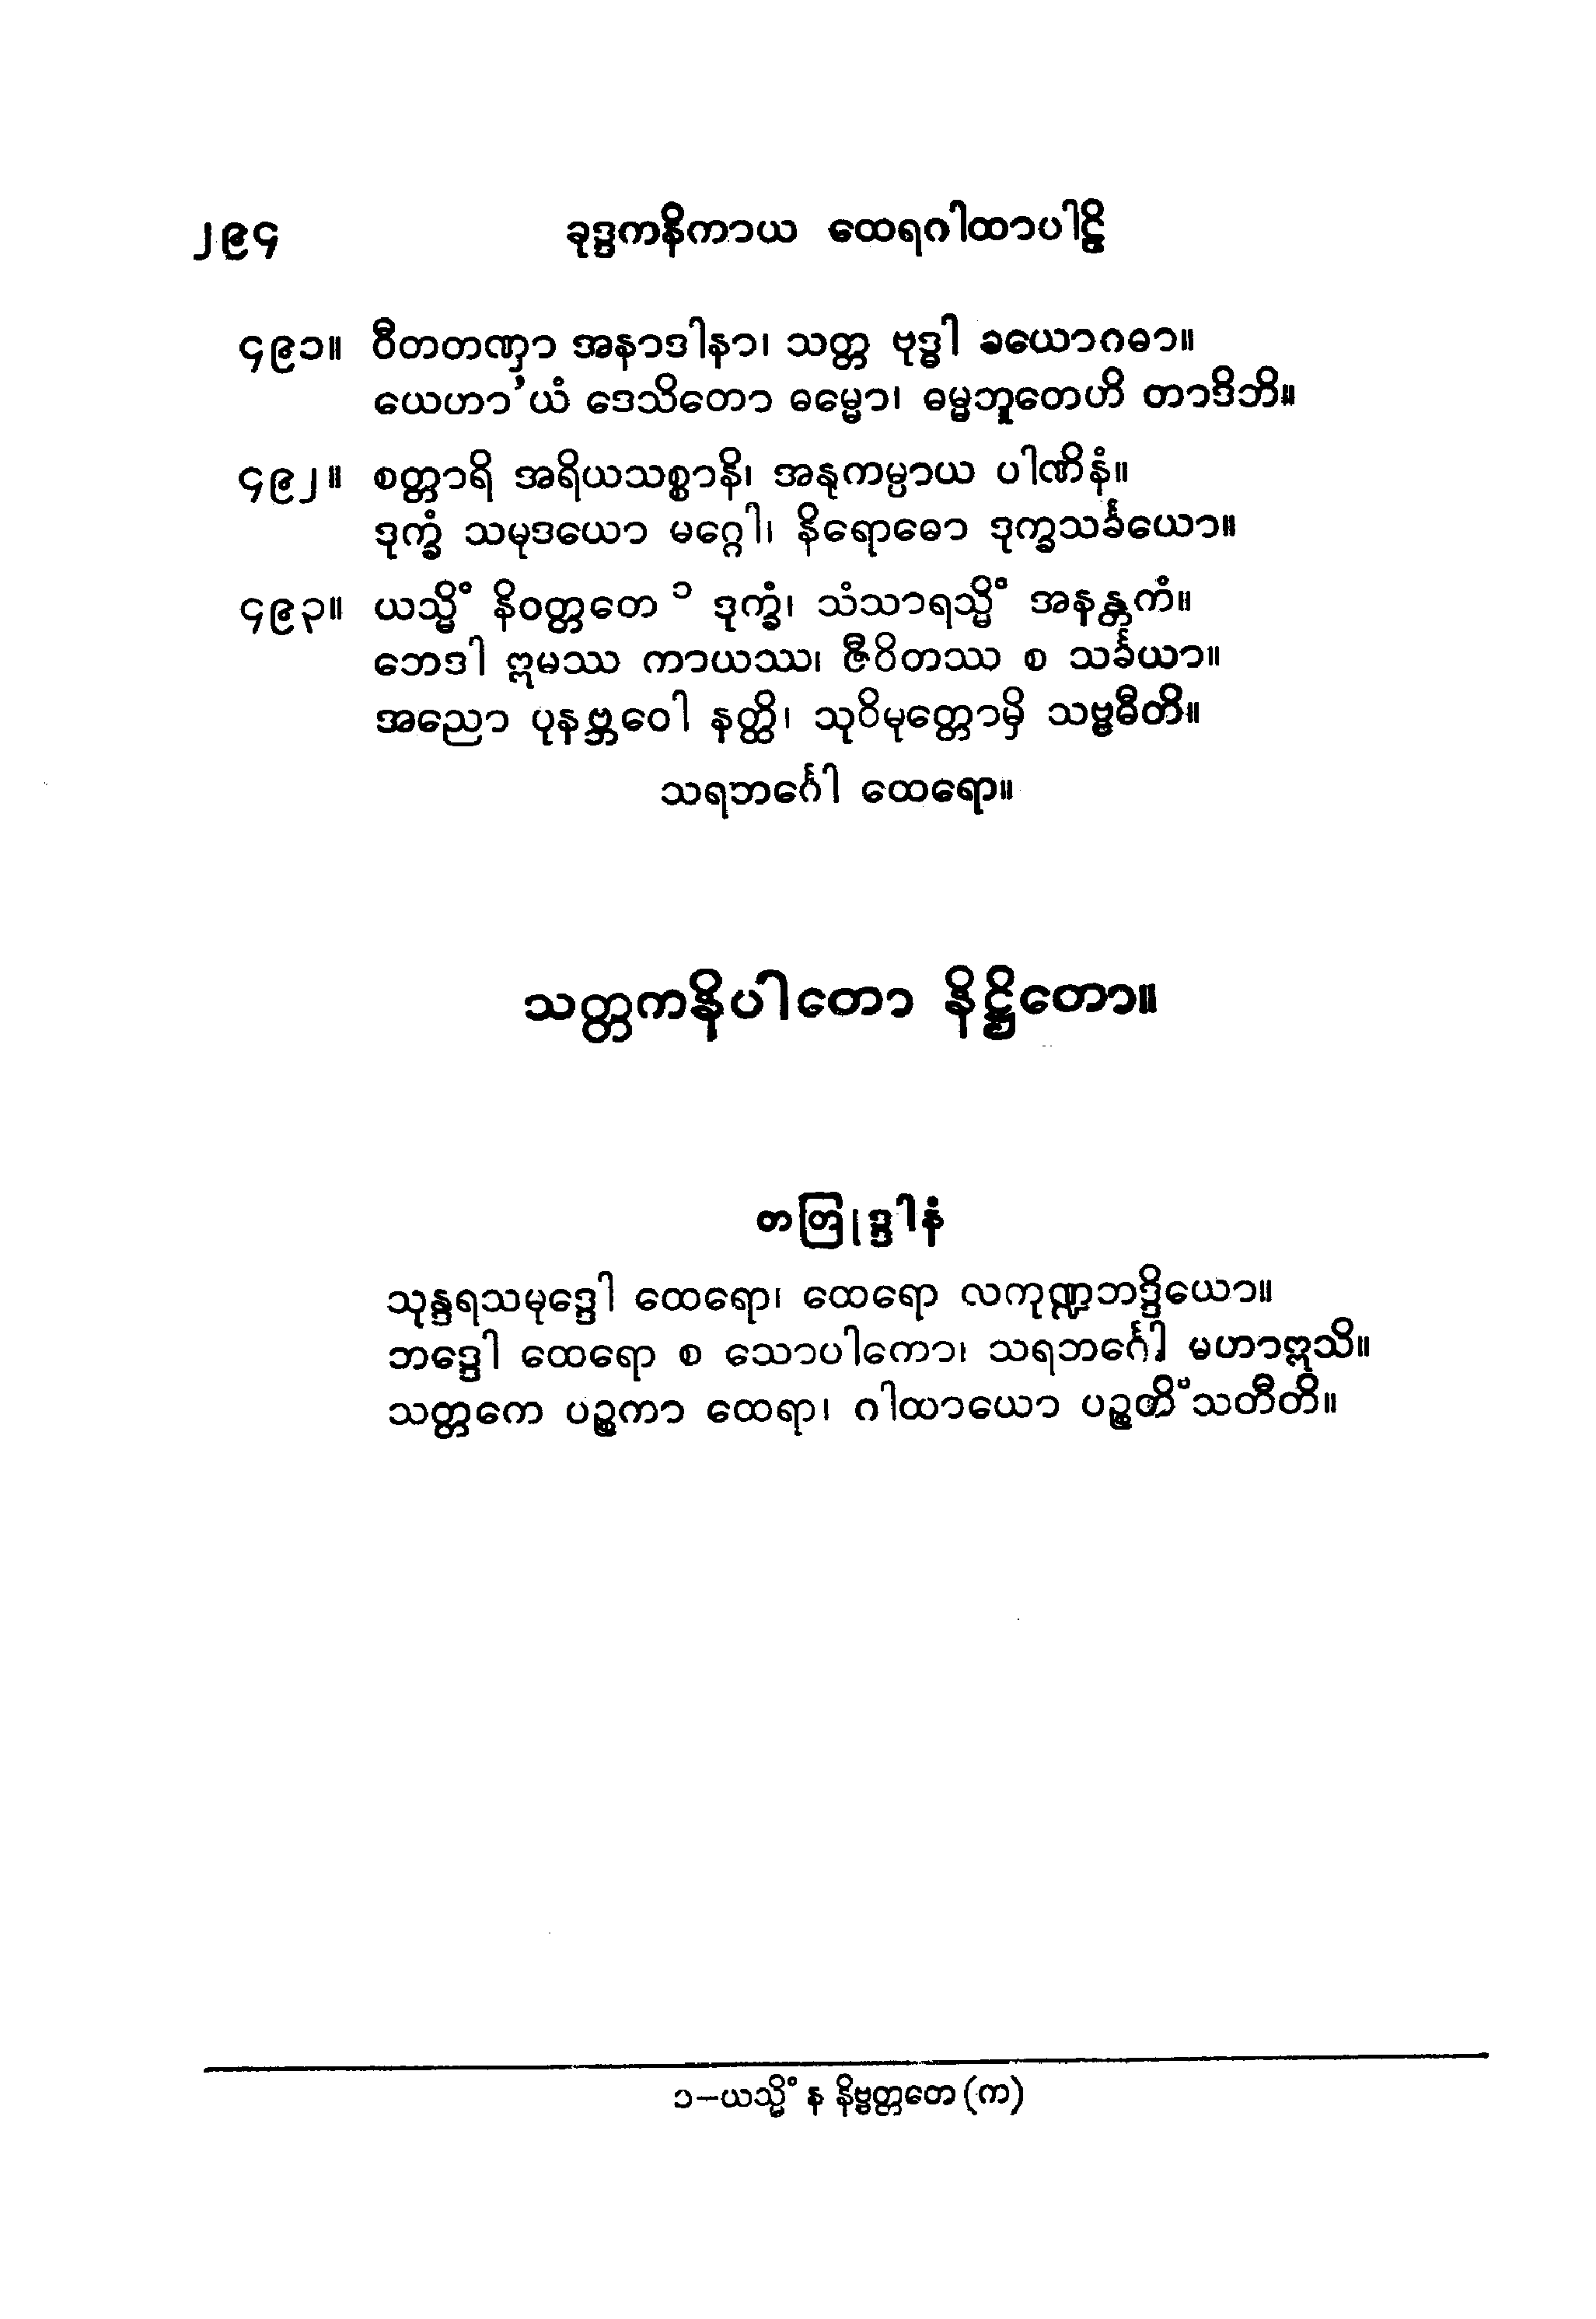 ၂၉၄ ခုဒ္ဒကနိကာယ ထေရဂါထာပါဠိ
၄၉၁။ ဝီတတဏှာ အနာဒါနာ၊ သတ္တ ဗုဒ္ဓါ ခယောဂဓာ။
ယေဟာ’ယံ ဒေသိတော ဓမ္မော၊ ဓမ္မဘူတေဟိ တာဒိဘိ။
၄၉၂။ စတ္တာရိ အရိယသစ္စာနိ၊ အနုကမ္ပာယ ပါဏိနံ။
ဒုက္ခံ သမုဒယော မဂ္ဂေါ၊ နိရောဓော ဒုက္ခသင်္ခယော။
၄၉၃။ ယသ္မိံ နိဝတ္တတေ ၁ ဒုက္ခံ၊ သံသာရသ္မိံ အနန္တကံ။
ဘေဒါ ဣမဿ ကာယဿ၊ ဇီဝိတဿ စ သင်္ခယာ။
အညော ပုနဗ္ဘဝေါ နတ္ထိ၊ သုဝိမုတ္တောမှိ သဗ္ဗဓီတိ။
သရဘင်္ဂေါ ထေရော။
သတ္တကနိပါတော နိဋ္ဌိတော။
တတြုဒ္ဒါနံ
သုန္ဒရသမုဒ္ဒေါ ထေရော၊ ထေရော လကုဏ္ဍဘဒ္ဒိယော။
ဘဒ္ဒေါ ထေရော စ သောပါကော၊ သရဘင်္ဂေါ မဟာဣသိ။
သတ္တကေ ပဉ္စကာ ထေရာ၊ ဂါထာယော ပဉ္စတိံသတီတိ။
၁–ယသ္မိံ န နိဗ္ဗတ္တတေ (က)